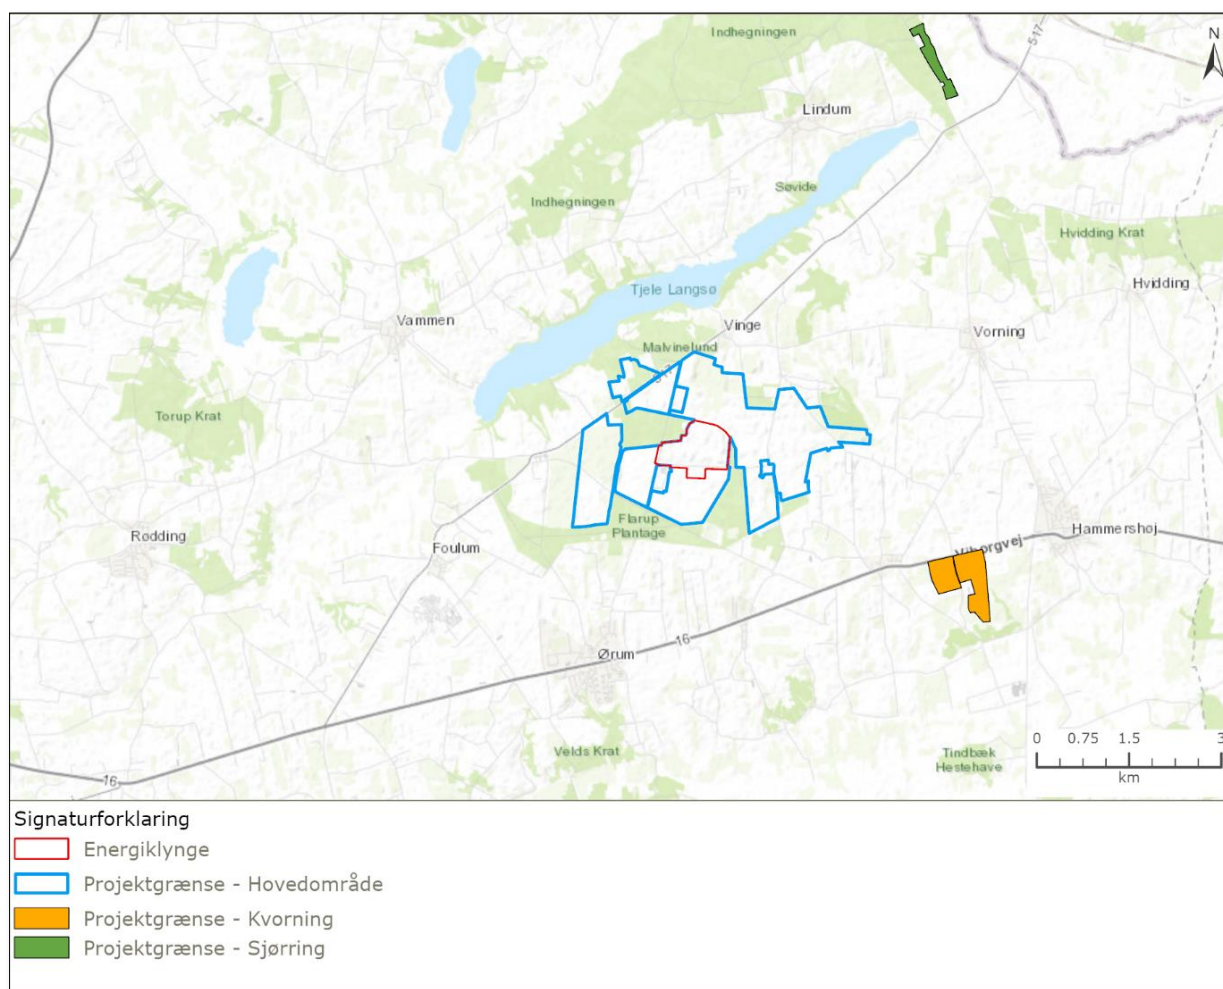 Indhegningen
517
N
Lindum
Søvide
Indhegningen
Hvidding Krat
Hvidding
Tjele Langsø
Vammen
Vinge
Vorning
Malvinelund
517
Torup Krat
Flarup
Plantage
Rødding
Foulum
Hammershøj
Viborgvej
16
Ørum
Velds Krat
Tindbæk
Hestehave
0 0.75 1.5 3
km
16
Signaturforklaring
Energiklynge
Projektgrænse - Hovedområde
Projektgrænse - Kvorning
Projektgrænse - Sjørring